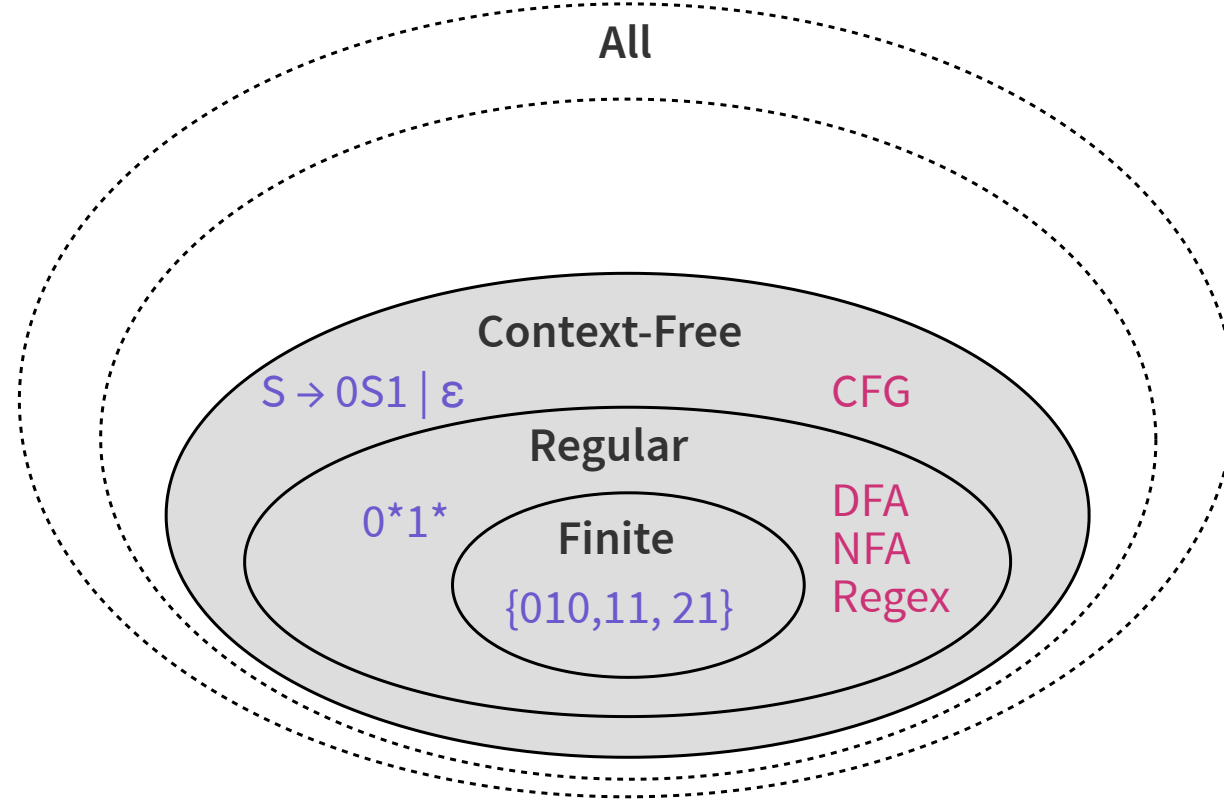 All
Context-Free
S → 0S1 | ε
CFG
Regular
DFA
0*1*
NFA
Finite
Regex
{010,11, 21}